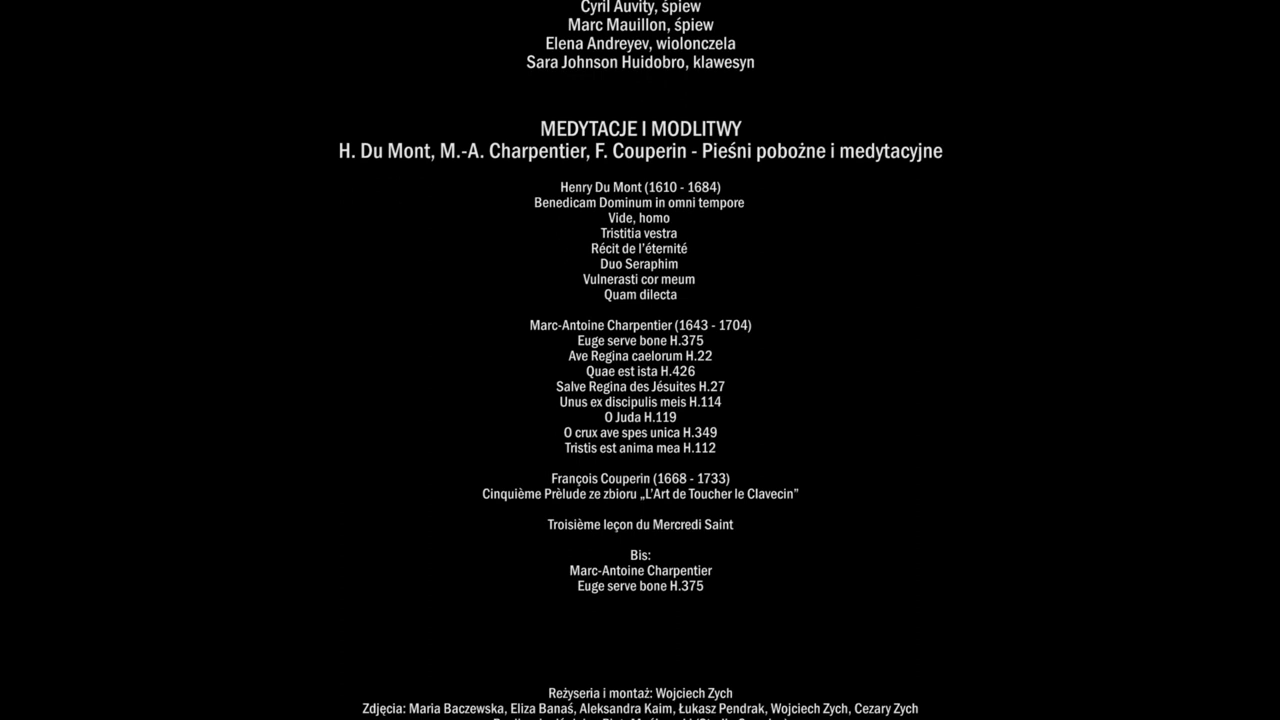 Cyril Auvity, śpiew
Marc Mauillon, śpiew
Elena Andreyev, wiolonczela
Sara Johnson Huidobro, klawesyn
MEDYTACJE I MODLITWY
H. Du Mont, M.-A. Charpentier, F. Couperin - Pieśni pobożne i medytacyjne
Henry Du Mont (1610 - 1684)
Benedicam Dominum in omni tempore
Vide, homo
Tristitia vestra
Récit de l'éternité
Duo Seraphim
Vulnerasti cor meum
Quam dilecta
Marc-Antoine Charpentier (1643 - 1704)
Euge serve bone H.375
Ave Regina caelorum H.22
Quae est ista H.426
Salve Regina des Jésuites H.27
Unus ex discipulis meis H.114
O Juda H.119
O crux ave spes unica H.349
Tristis est anima mea H.112
François Couperin (1668 - 1733)
Cinquième Prèlude ze zbioru „L'Art de Toucher le Clavecin”
Troisième leçon du Mercredi Saint
Bis:
Marc-Antoine Charpentier
Euge serve bone H.375
Reżyseria i montaż: Wojciech Zych
Zdjęcia: Maria Baczewska, Eliza Banaś, Aleksandra Kaim, Łukasz Pendrak, Wojciech Zych, Cezary Zych